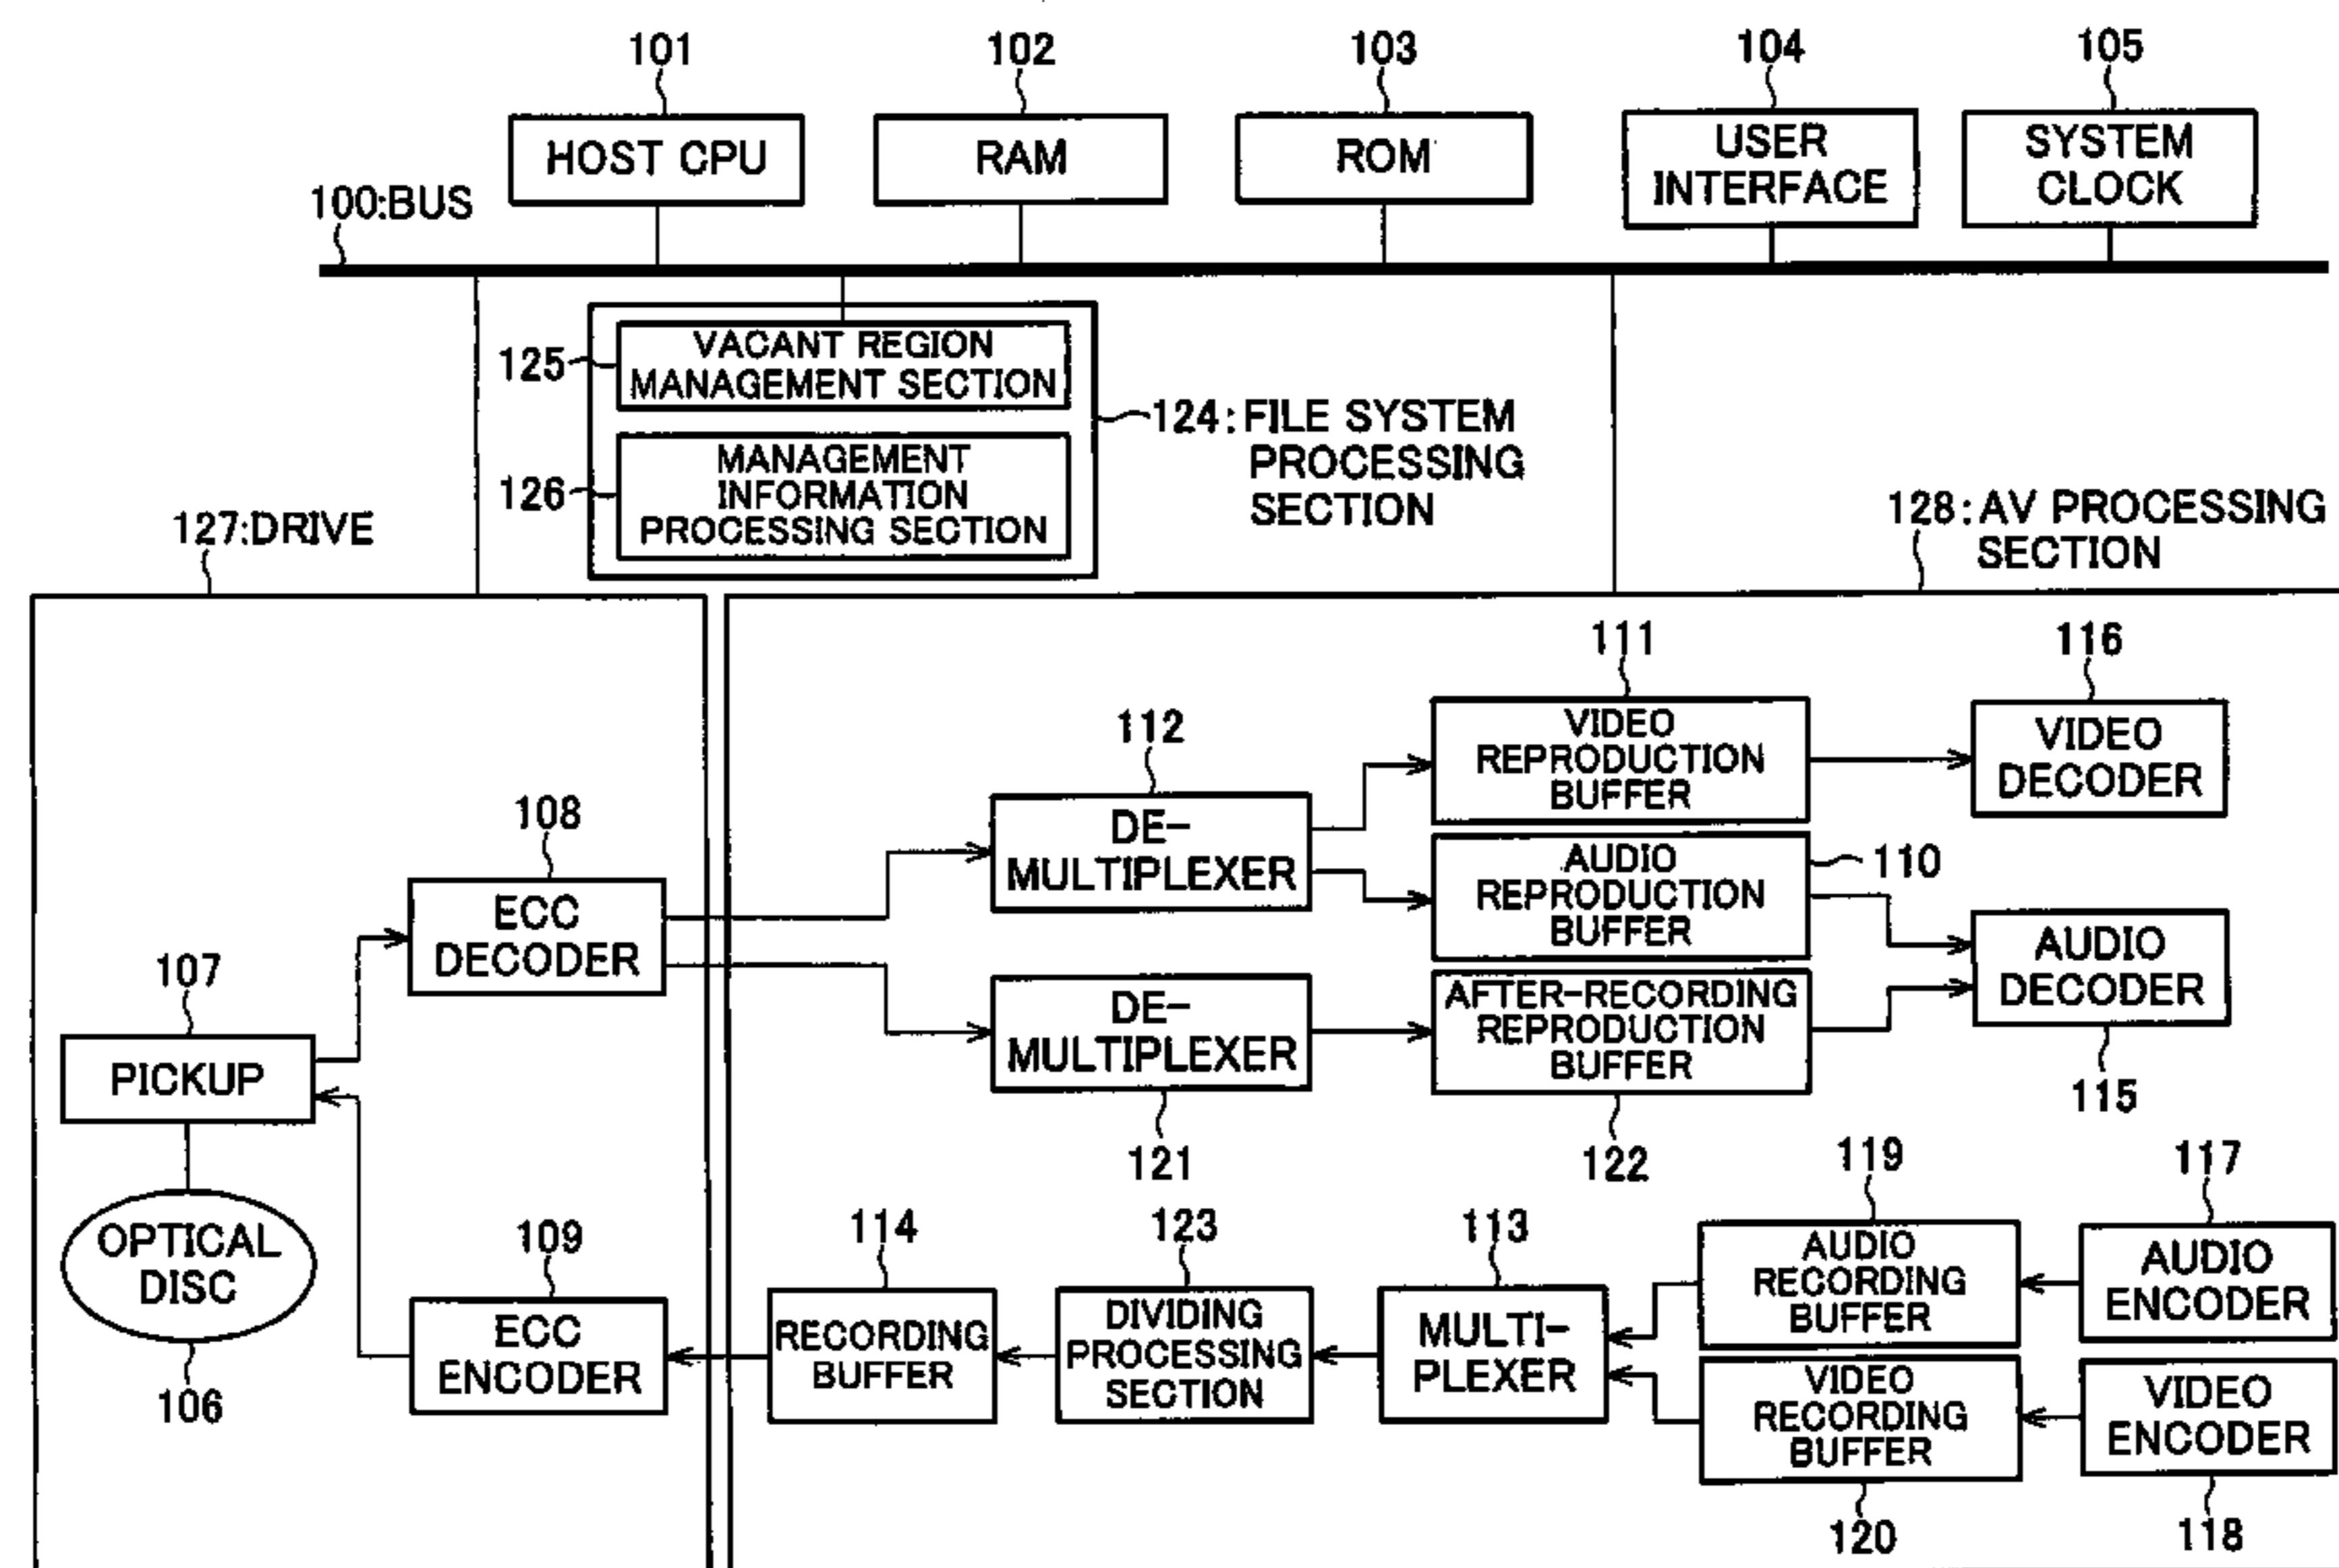 101
102
103
104
105
HOST CPU
RAM
ROM
USER
INTERFACE
SYSTEM
CLOCK
100:BUS
125
VACANT REGION
MANAGEMENT SECTION
126
MANAGEMENT
INFORMATION
PROCESSING SECTION
124:FILE SYSTEM
PROCESSING
SECTION
127:DRIVE
128:AV PROCESSING
SECTION
111
116
112
VIDEO
REPRODUCTION
BUFFER
VIDEO
DECODER
108
DE-
MULTIPLEXER
AUDIO
REPRODUCTION
BUFFER
110
ECC
DECODER
AUDIO
DECODER
107
DE-
MULTIPLEXER
AFTER-RECORDING
REPRODUCTION
BUFFER
PICKUP
115
121
122
119
117
OPTICAL
DISC
109
114
123
113
AUDIO
RECORDING
BUFFER
AUDIO
ENCODER
ECC
ENCODER
RECORDING
BUFFER
DIVIDING
PROCESSING
SECTION
MULTI-
PLEXER
VIDEO
RECORDING
BUFFER
VIDEO
ENCODER
106
120
118